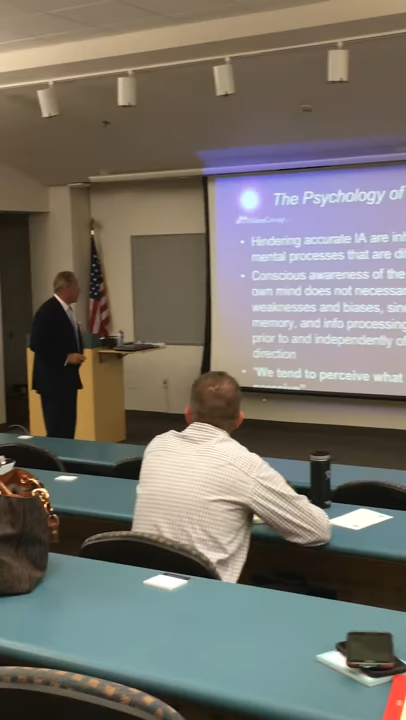 The Psychology of
• Hindering accurate IA are inh
mental processes that are di
• Conscious awareness of the
own mind does not necessar
weaknesses and biases, sinc
memory, and info processing
prior to and independently of
direction
• "We tend to perceive what
perceive"